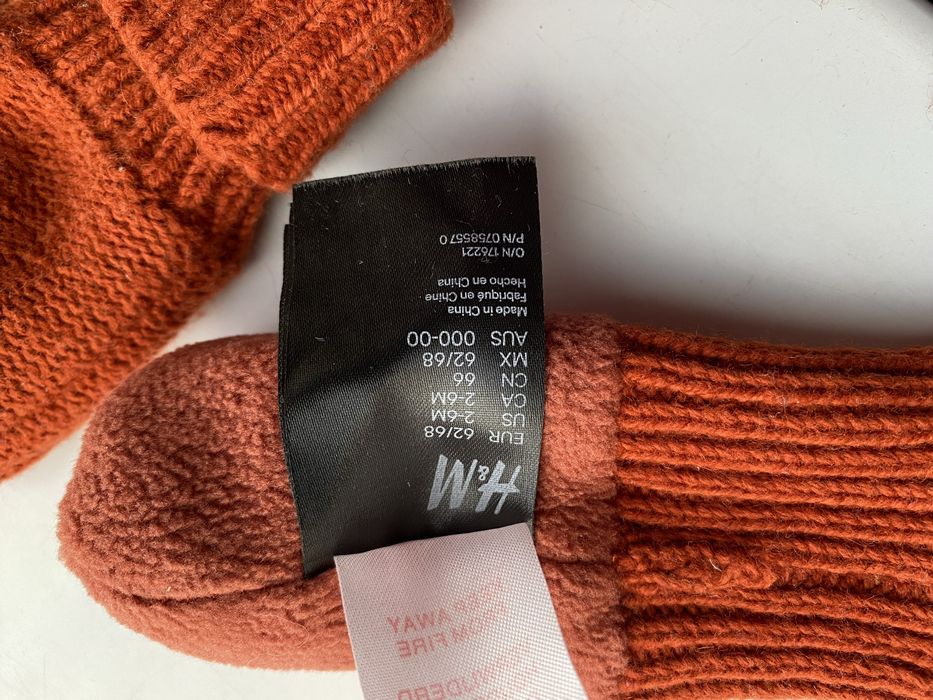 H&M
EUR 62/68
US 2-6M
CA 2-6M
CN 66
MX 62/68
AUS 000-00
Made in China
Fabriqué en Chine
Hecho en China
O/N 176221
P/N 0758557 0
KEEP AWAY
FROM FIRE